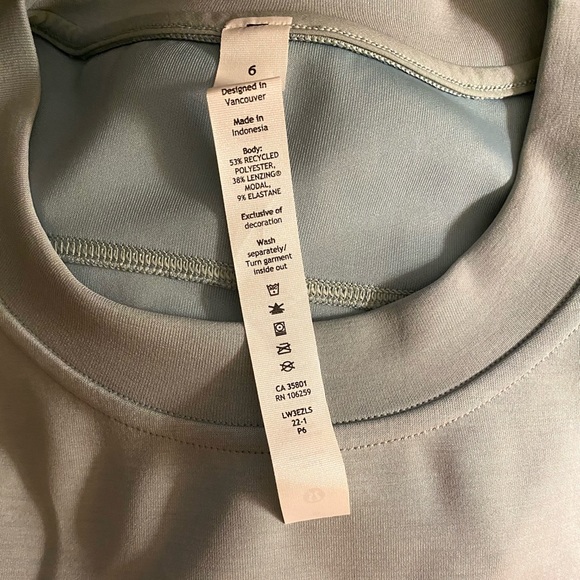 6
Designed in
Vancouver
Made in
Indonesia
Body:
53% RECYCLED
POLYESTER,
38% LENZING®
MODAL,
9% ELASTANE
Exclusive of
decoration
Wash
separately/
Turn garment
inside out
CA 35801
RN 106259
LW3EZLS
22-1
P6